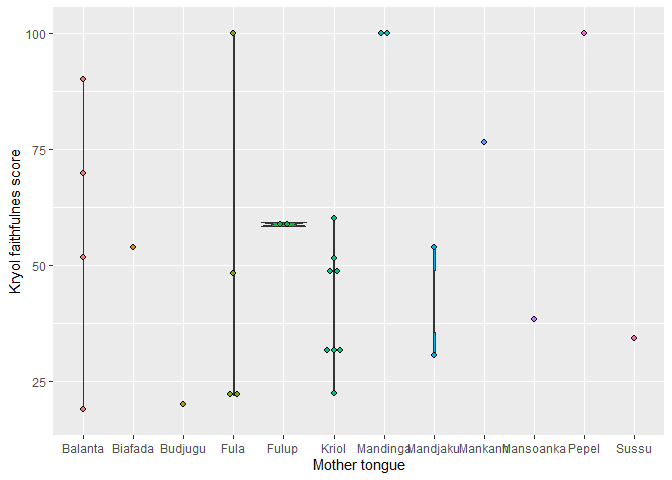 100
75
50
25
Kryol faithfulnes score
Balanta Biafada Budjugu Fula Fulup Kriol Mandinga Mandjaku Mankanh Mansoanka Pepel Sussu
Mother tongue